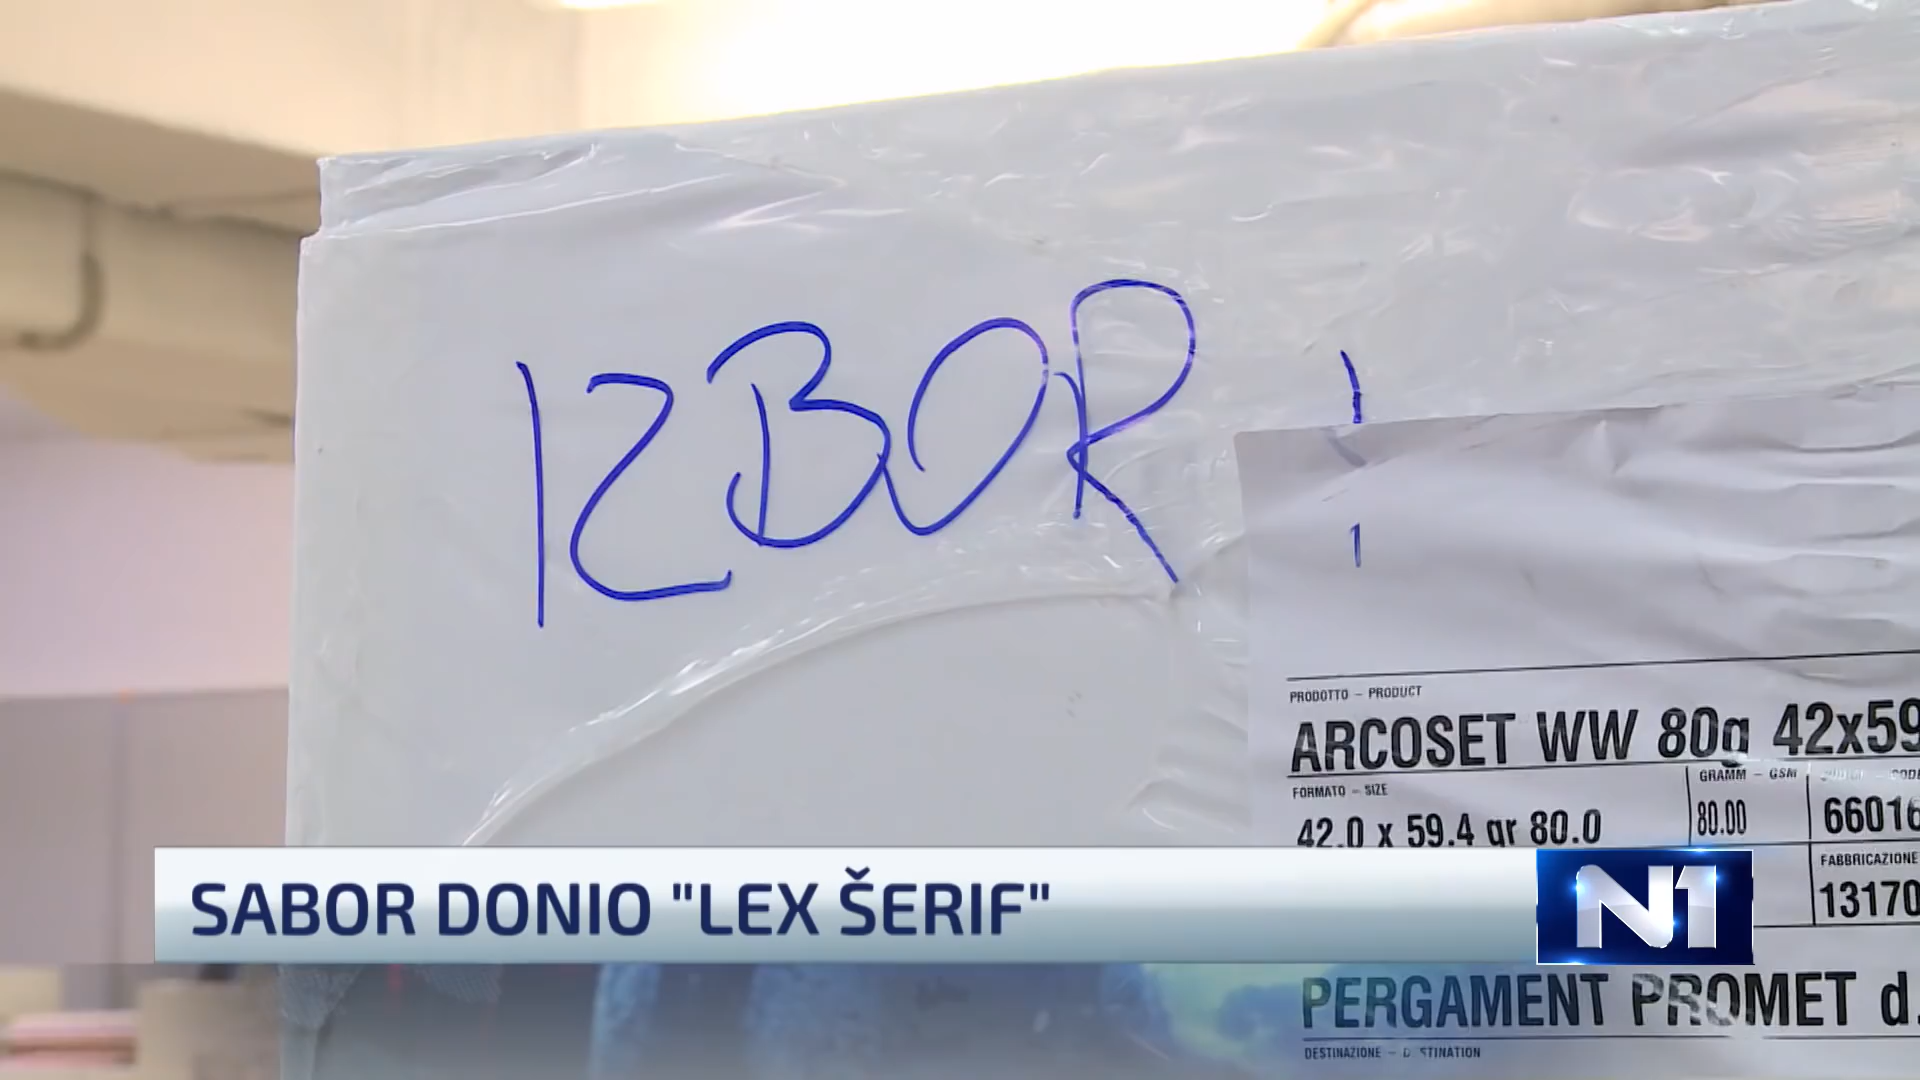 IZBORI
PRODOTTO - PRODUCT
ARCOSET WW 80g 42x59
FORMATO - SIZE
GRAMM - GSM
42.0 x 59.4 gr 80.0
80.00
66016
FABBRICAZIONE
13170
SABOR DONIO "LEX ŠERIF"
N1
PERGAMENT PROMET d.
DESTINAZIONE - DESTINATION